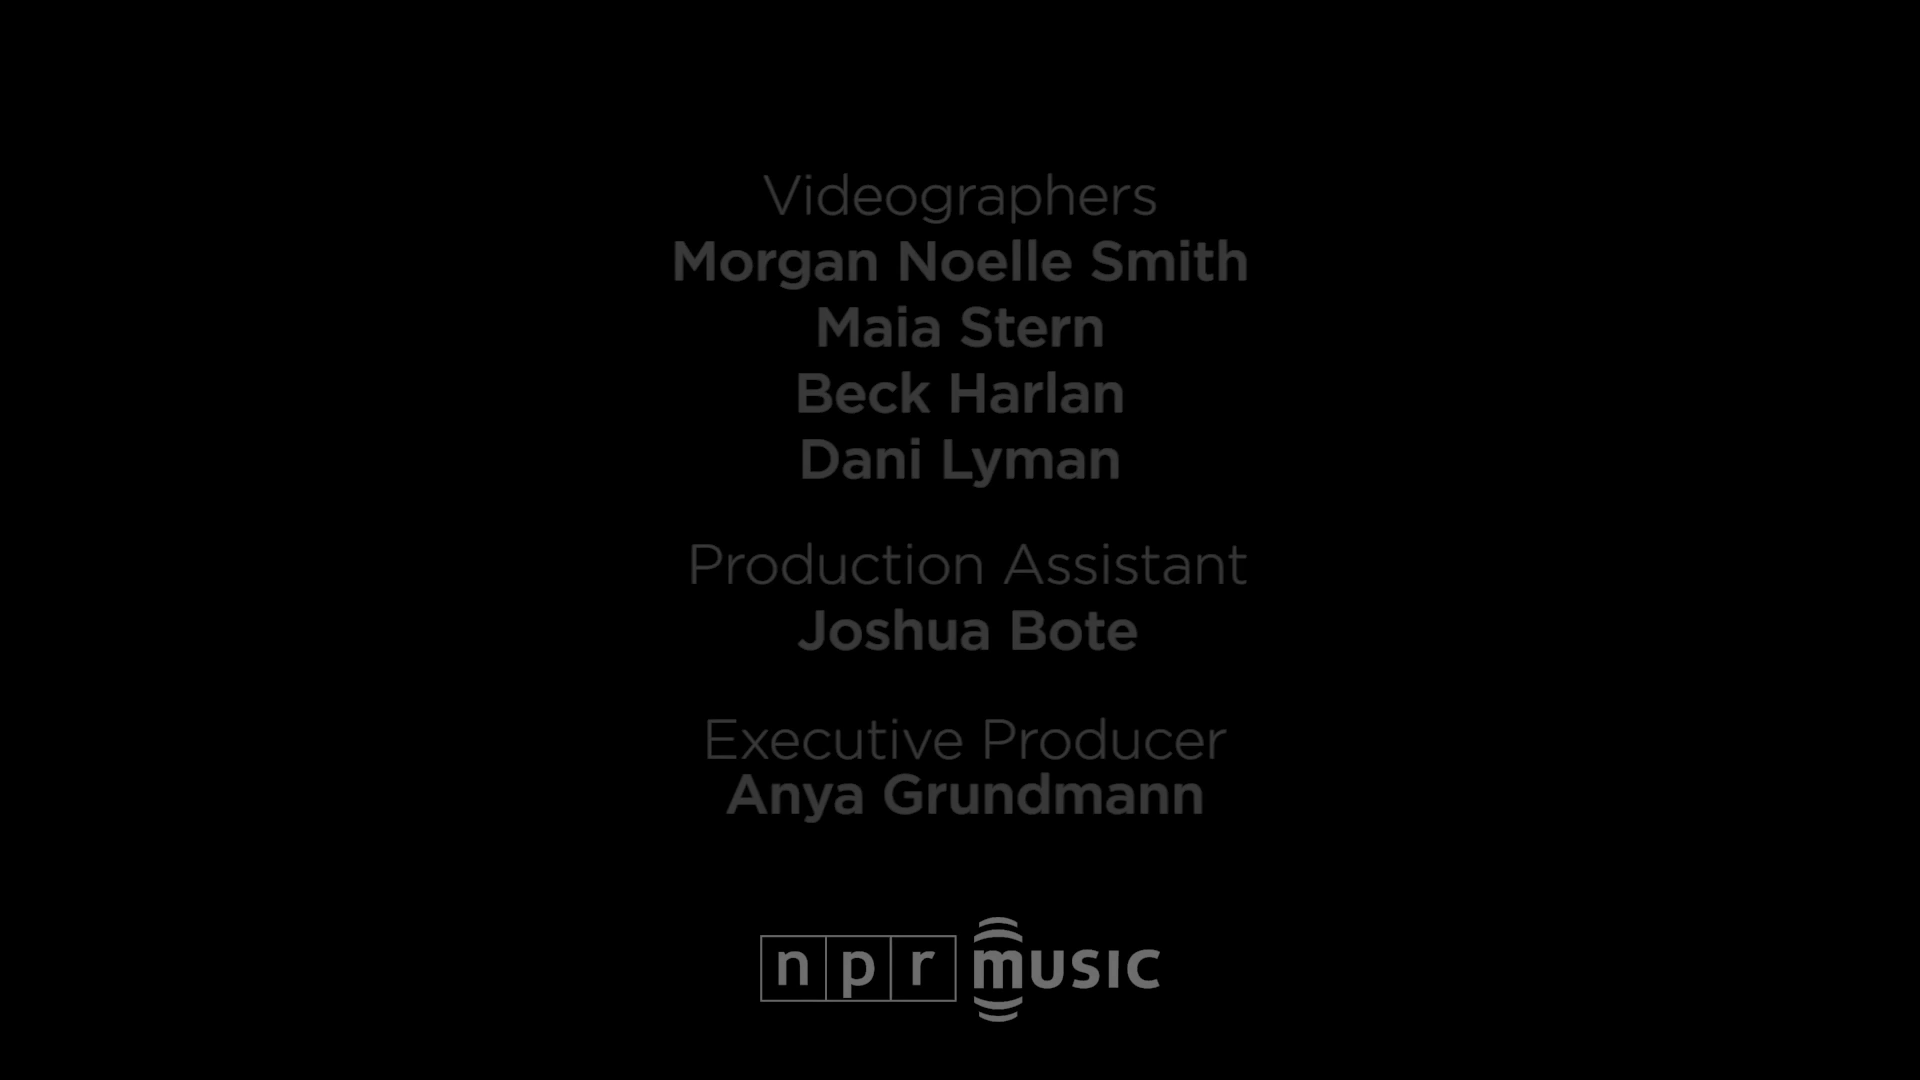 Videographers
Morgan Noelle Smith
Maia Stern
Beck Harlan
Dani Lyman
Production Assistant
Joshua Bote
Executive Producer
Anya Grundmann
npr music